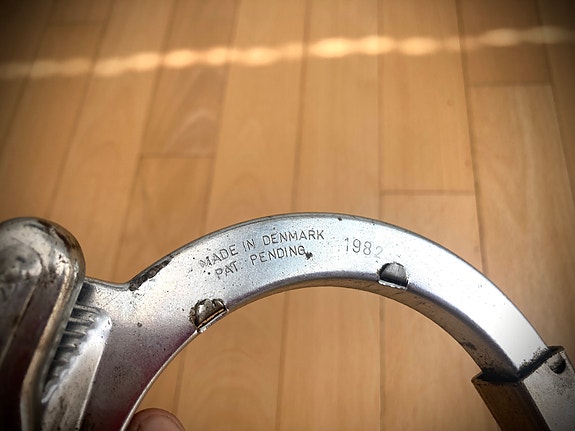 MADE IN DENMARK 1982
PAT. PENDING